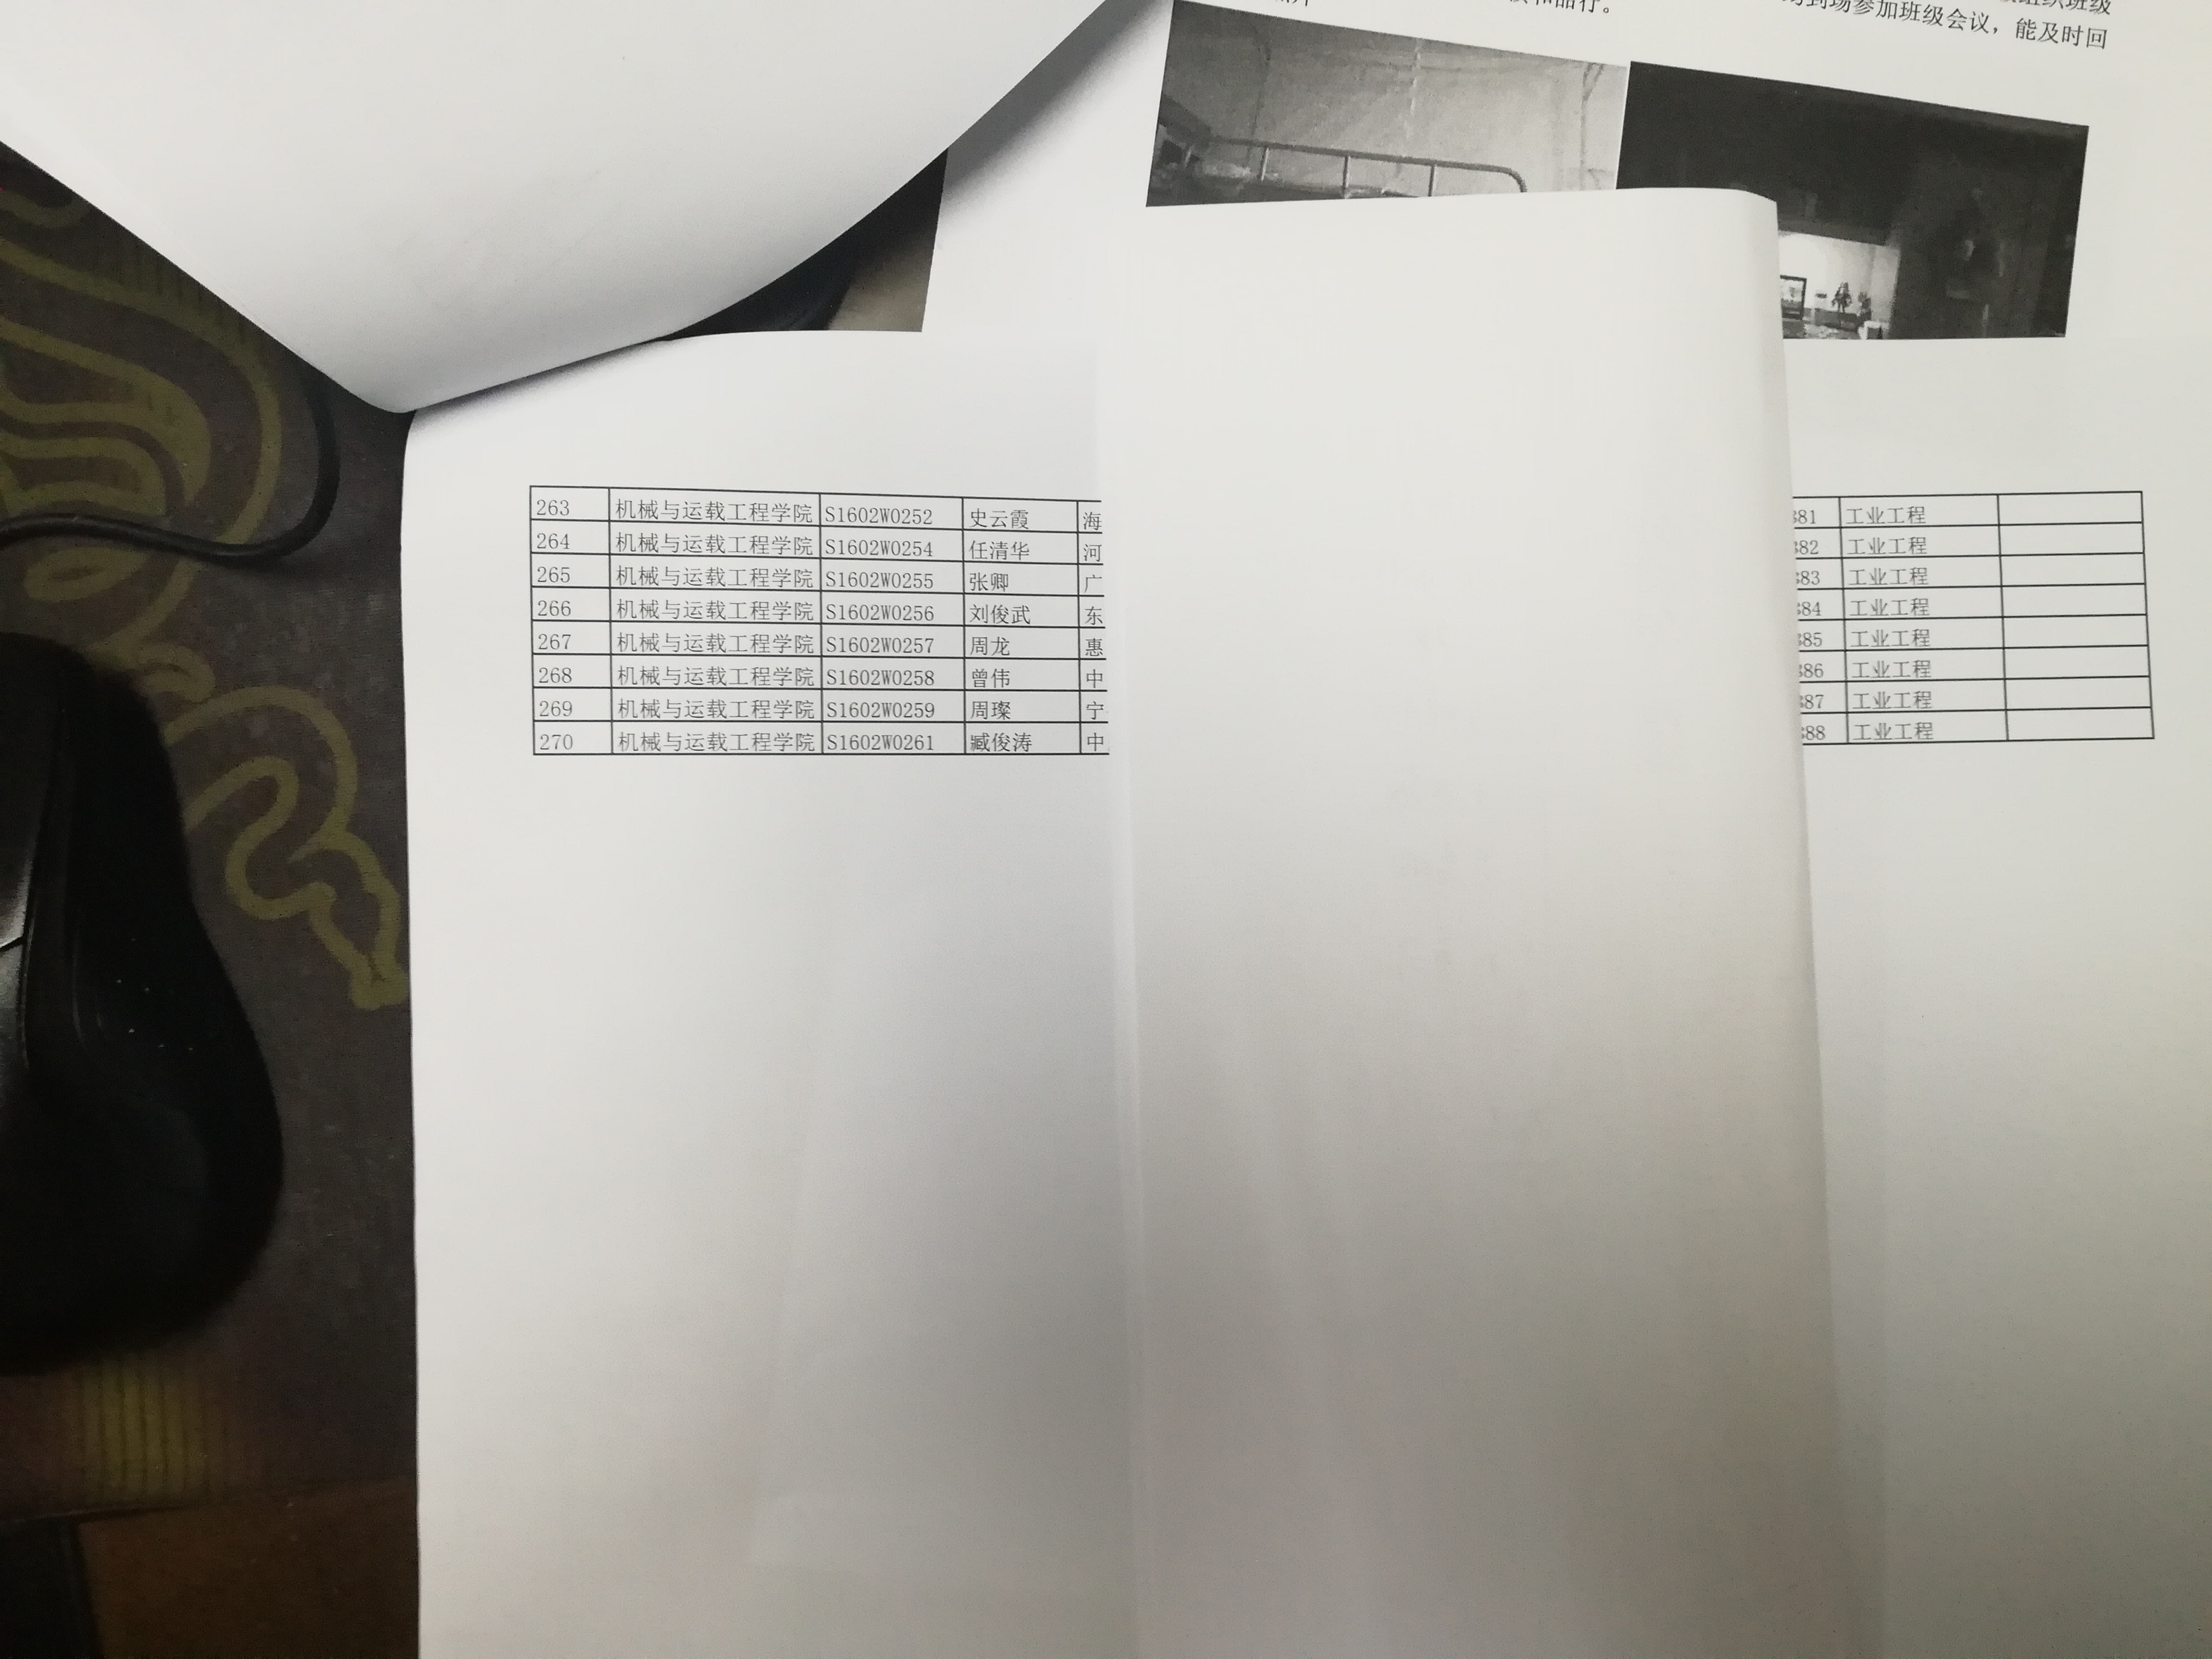 和品行。
到场参加班级会议，能及时回
组织班级
263 机械与运载工程学院 S1602W0252 史云霞 海 381 工业工程
264 机械与运载工程学院 S1602W0254 任清华 河 382 工业工程
265 机械与运载工程学院 S1602W0255 张卿 广 383 工业工程
266 机械与运载工程学院 S1602W0256 刘俊武 东 384 工业工程
267 机械与运载工程学院 S1602W0257 周龙 惠 385 工业工程
268 机械与运载工程学院 S1602W0258 曾伟 中 386 工业工程
269 机械与运载工程学院 S1602W0259 周璨 宁 387 工业工程
270 机械与运载工程学院 S1602W0261 臧俊涛 中 388 工业工程